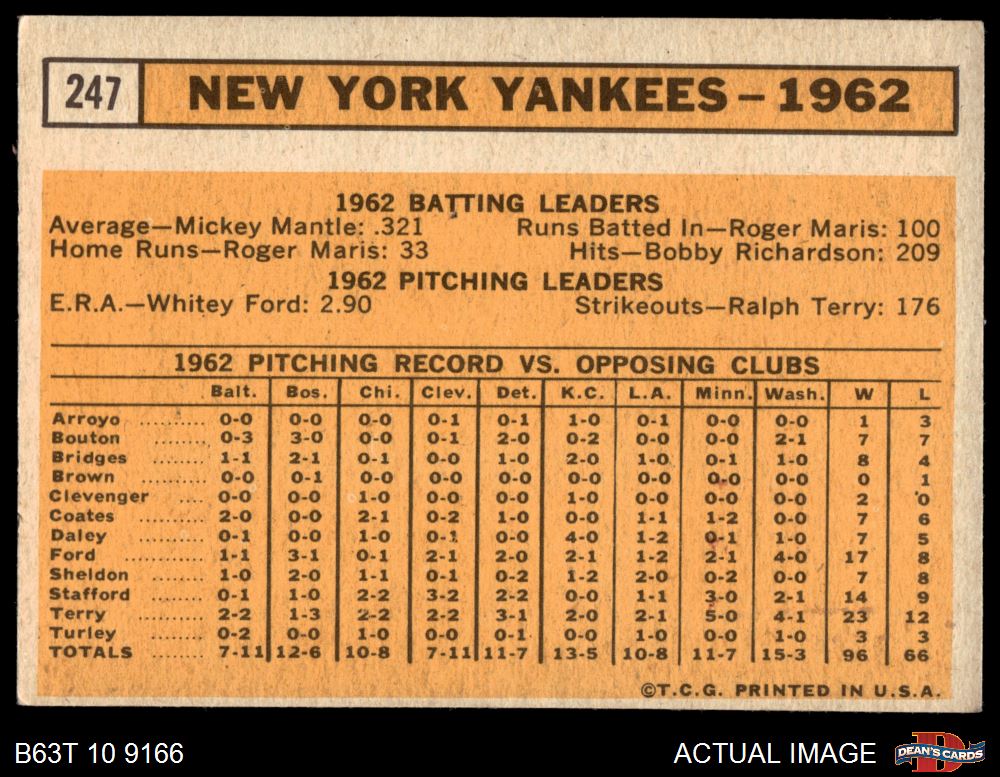 247 NEW YORK YANKEES – 1962
1962 BATTING LEADERS
Average—Mickey Mantle: .321 Runs Batted In—Roger Maris: 100
Home Runs—Roger Maris: 33 Hits—Bobby Richardson: 209
1962 PITCHING LEADERS
E.R.A.—Whitey Ford: 2.90 Strikeouts—Ralph Terry: 176
1962 PITCHING RECORD VS. OPPOSING CLUBS
Balt. Bos. Chi. Clev. Det. K.C. L.A. Minn. Wash. W L
Arroyo .......... 0-0 0-0 0-0 0-1 0-1 1-0 0-1 0-0 0-0 1 3
Bouton .......... 0-3 3-0 0-0 0-1 2-0 0-2 0-0 0-0 2-1 7 7
Bridges ........ 1-1 2-1 0-1 0-0 1-0 2-0 1-0 0-1 1-0 8 4
Brown .......... 0-0 0-1 0-0 0-0 0-0 0-0 0-0 0-0 0-0 0 1
Clevenger .... 0-0 0-0 1-0 0-0 0-0 1-0 0-0 0-0 0-0 2 0
Coates .......... 2-0 0-0 2-1 0-2 1-0 0-0 1-1 1-2 0-0 7 6
Daley .......... 0-1 0-0 1-0 0-1 0-0 4-0 1-2 0-1 1-0 7 5
Ford .......... 1-1 3-1 0-1 2-1 2-0 2-1 1-2 2-1 4-0 17 8
Sheldon ........ 1-0 2-0 1-1 0-1 0-2 1-2 2-0 0-2 0-0 7 8
Stafford ........ 0-1 1-0 2-2 3-2 2-2 0-0 1-1 3-0 2-1 14 9
Terry .......... 2-2 1-3 2-2 2-2 3-1 2-0 2-1 5-0 4-1 23 12
Turley .......... 0-2 0-0 1-0 0-0 0-1 0-0 1-0 0-0 1-0 3 3
TOTALS ........ 7-11 12-6 10-8 7-11 11-7 13-5 10-8 11-7 15-3 96 66
©T.C.G. PRINTED IN U.S.A.
B63T 10 9166 ACTUAL IMAGE DEAN'S CARDS